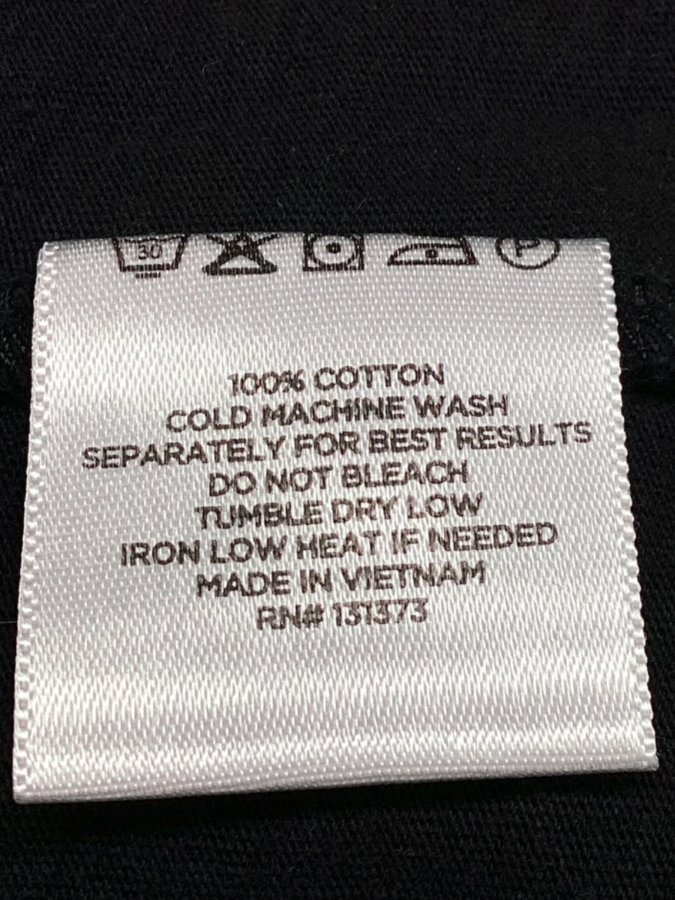 30 P
100% COTTON
COLD MACHINE WASH
SEPARATELY FOR BEST RESULTS
DO NOT BLEACH
TUMBLE DRY LOW
IRON LOW HEAT IF NEEDED
MADE IN VIETNAM
RN# 131373